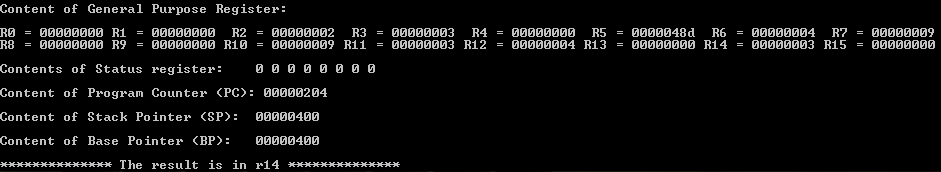 Content of General Purpose Register:
R0 = 00000000 R1 = 00000000  R2 = 00000002  R3 = 00000003  R4 = 00000000  R5 = 0000048d  R6 = 00000004  R7 = 00000009
R8 = 00000000 R9 = 00000000 R10 = 00000009 R11 = 00000003 R12 = 00000004 R13 = 00000000 R14 = 00000003 R15 = 00000000
Contents of Status register:    0 0 0 0 0 0 0 0
Content of Program Counter (PC): 00000204
Content of Stack Pointer (SP):  00000400
Content of Base Pointer (BP):   00000400
************** The result is in r14 **************